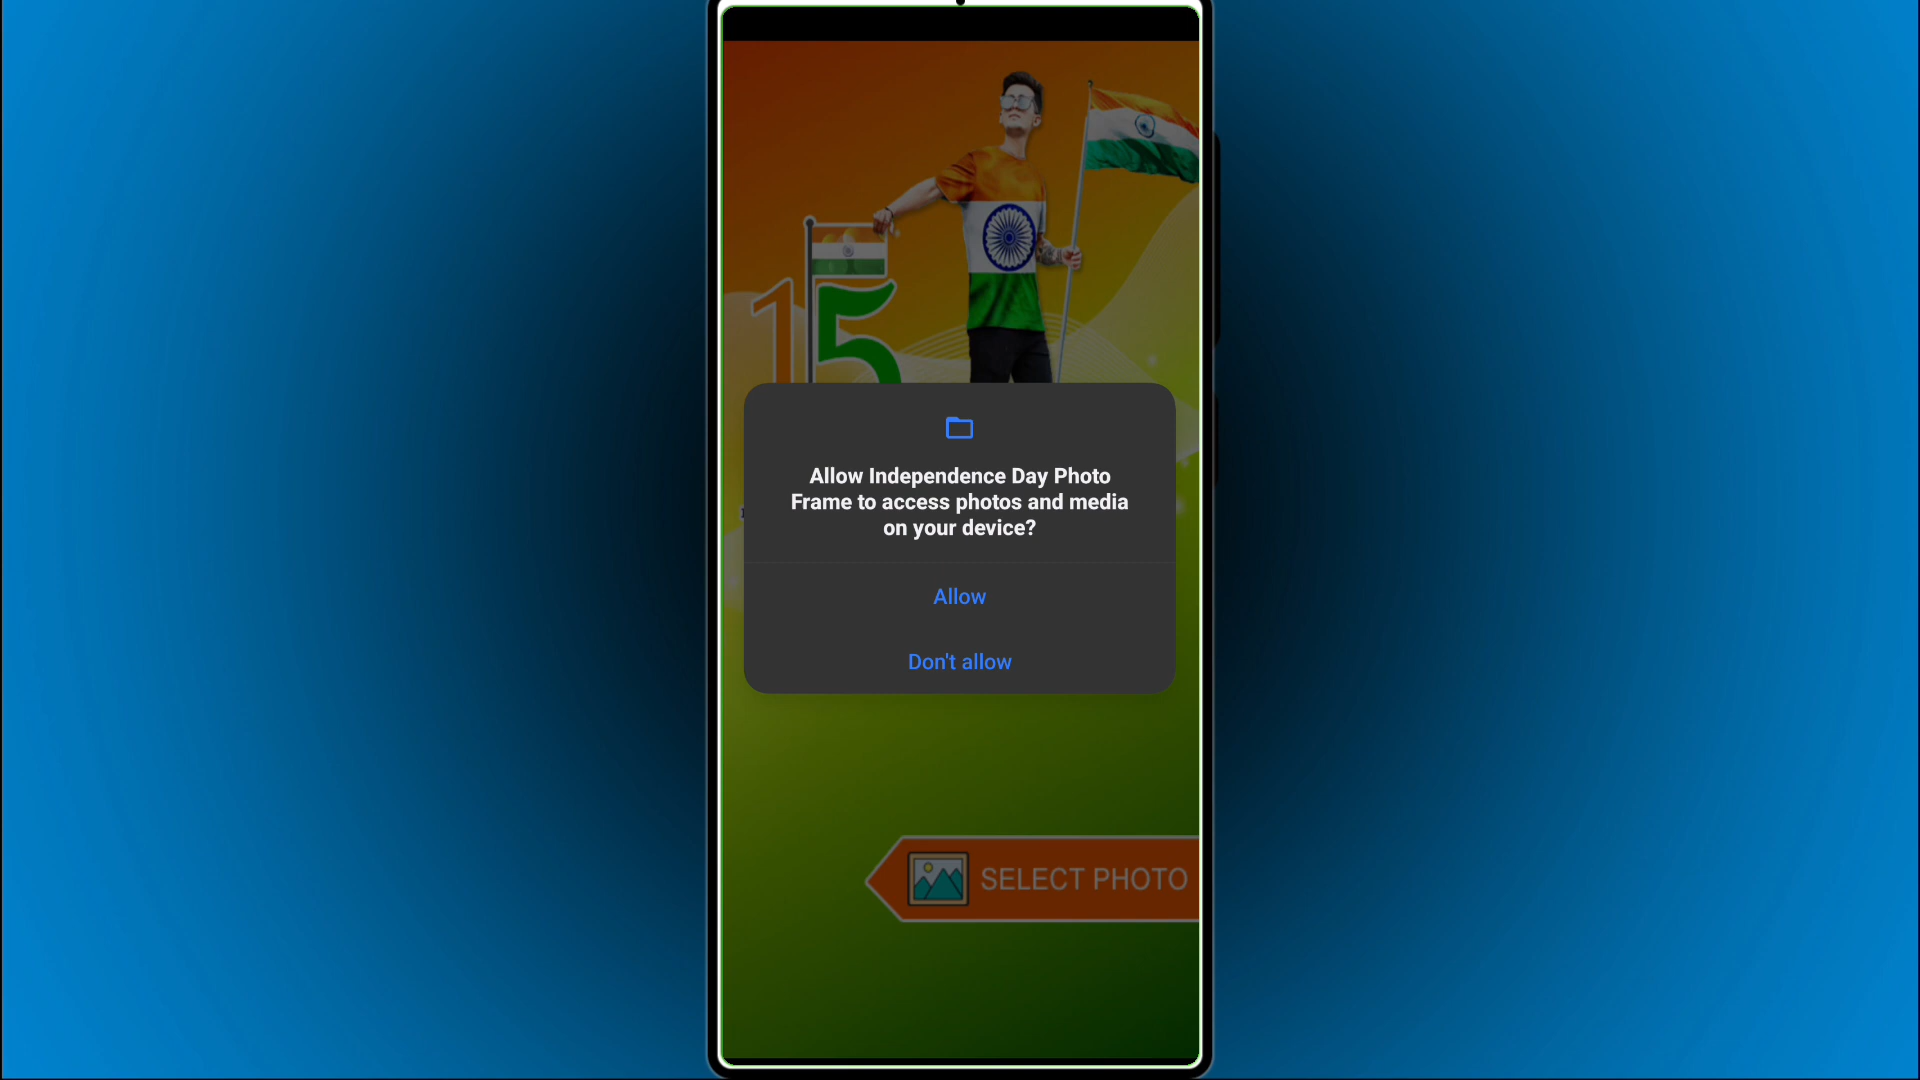 15
Allow Independence Day Photo
Frame to access photos and media
on your device?
Allow
Don't allow
SELECT PHOTO